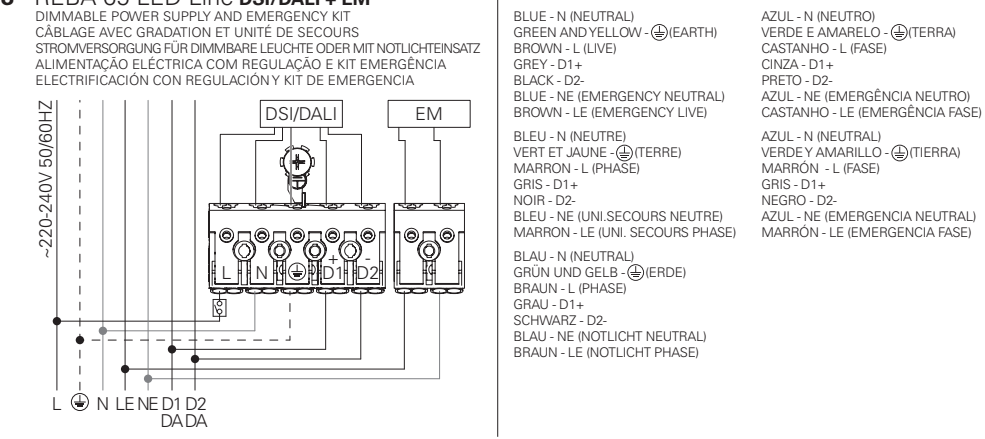 REBA 65 LED Line DSI/DALI + EM
DIMMABLE POWER SUPPLY AND EMERGENCY KIT
CÂBLAGE AVEC GRADATION ET UNITÉ DE SECOURS
STROMVERSORGUNG FÜR DIMMBARE LEUCHTE ODER MIT NOTLICHTEINSATZ
ALIMENTAÇÃO ELÉCTRICA COM REGULAÇÃO E KIT EMERGÊNCIA
ELECTRIFICACIÓN CON REGULACIÓN Y KIT DE EMERGENCIA
~220-240V 50/60HZ
DSI/DALI
EM
L N D1 D2
+ -
L N LE NE D1 D2
DA DA
BLUE - N (NEUTRAL)
GREEN AND YELLOW - (EARTH)
BROWN - L (LIVE)
GREY - D1+
BLACK - D2-
BLUE - NE (EMERGENCY NEUTRAL)
BROWN - LE (EMERGENCY LIVE)
BLEU - N (NEUTRE)
VERT ET JAUNE - (TERRE)
MARRON - L (PHASE)
GRIS - D1+
NOIR - D2-
BLEU - NE (UNI.SECOURS NEUTRE)
MARRON - LE (UNI. SECOURS PHASE)
BLAU - N (NEUTRAL)
GRÜN UND GELB - (ERDE)
BRAUN - L (PHASE)
GRAU - D1+
SCHWARZ - D2-
BLAU - NE (NOTLICHT NEUTRAL)
BRAUN - LE (NOTLICHT PHASE)
AZUL - N (NEUTRO)
VERDE E AMARELO - (TERRA)
CASTANHO - L (FASE)
CINZA - D1+
PRETO - D2-
AZUL - NE (EMERGÊNCIA NEUTRO)
CASTANHO - LE (EMERGÊNCIA FASE)
AZUL - N (NEUTRAL)
VERDE Y AMARILLO - (TIERRA)
MARRÓN - L (FASE)
GRIS - D1+
NEGRO - D2-
AZUL - NE (EMERGENCIA NEUTRAL)
MARRÓN - LE (EMERGENCIA FASE)